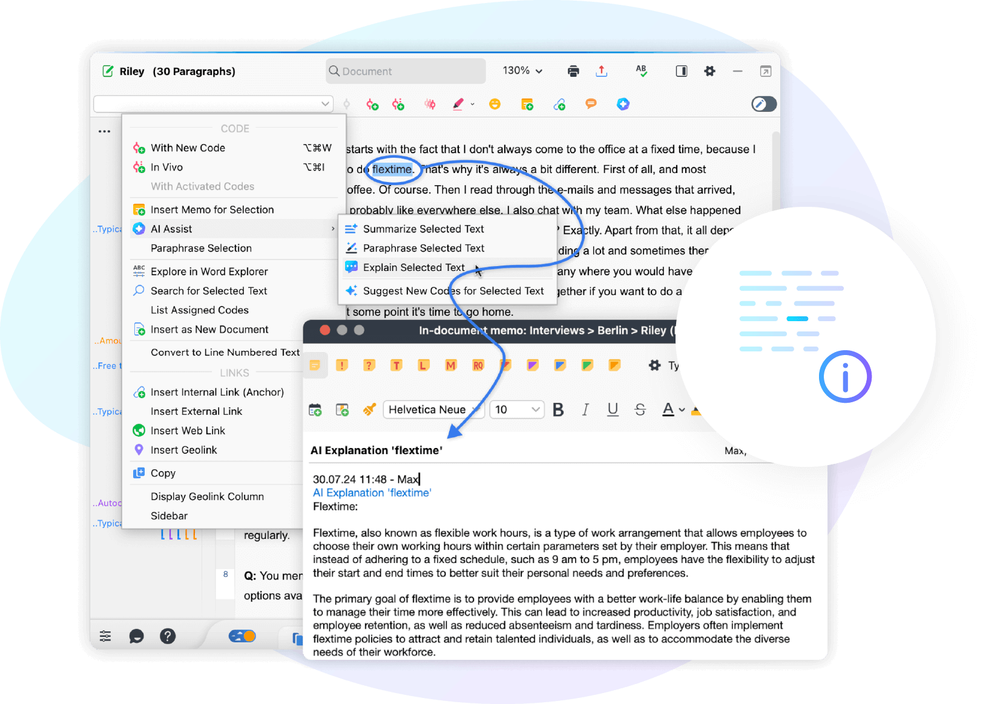 Riley (30 Paragraphs)
Document
130%
AB
CODE
With New Code ⌥⌘W
In Vivo ⌥⌘I
With Activated Codes
Insert Memo for Selection
AI Assist
Paraphrase Selection
ABC
Explore in Word Explorer
Search for Selected Text
List Assigned Codes
Insert as New Document
Convert to Line Numbered Text
LINKS
Insert Internal Link (Anchor)
Insert External Link
Insert Web Link
Insert Geolink
Copy
Display Geolink Column
Sidebar
..Typica
..Amou
..Free t
..Typica
..Autoc
..Typica
starts with the fact that I don't always come to the office at a fixed time, because I
o do flextime. That's why it's always a bit different. First of all, and most
offee. Of course. Then I read through the e-mails and messages that arrived,
probably like everywhere else. I also chat with my team. What else happened
? Exactly. Apart from that, it all depe
ding a lot and sometimes ther
any where you would have
gether if you want to do a
t some point it's time to go home.
Summarize Selected Text
Paraphrase Selected Text
Explain Selected Text
Suggest New Codes for Selected Text
regularly.
8
Q: You men
options ava
In-document memo: Interviews > Berlin > Riley (
! ? T L M RQ
Ty
Helvetica Neue 10 B I U S A
AI Explanation 'flextime' Max,
30.07.24 11:48 - Max
AI Explanation 'flextime'
Flextime:
Flextime, also known as flexible work hours, is a type of work arrangement that allows employees to
choose their own working hours within certain parameters set by their employer. This means that
instead of adhering to a fixed schedule, such as 9 am to 5 pm, employees have the flexibility to adjust
their start and end times to better suit their personal needs and preferences.
The primary goal of flextime is to provide employees with a better work-life balance by enabling them
to manage their time more effectively. This can lead to increased productivity, job satisfaction, and
employee retention, as well as reduced absenteeism and tardiness. Employers often implement
flextime policies to attract and retain talented individuals, as well as to accommodate the diverse
needs of their workforce.